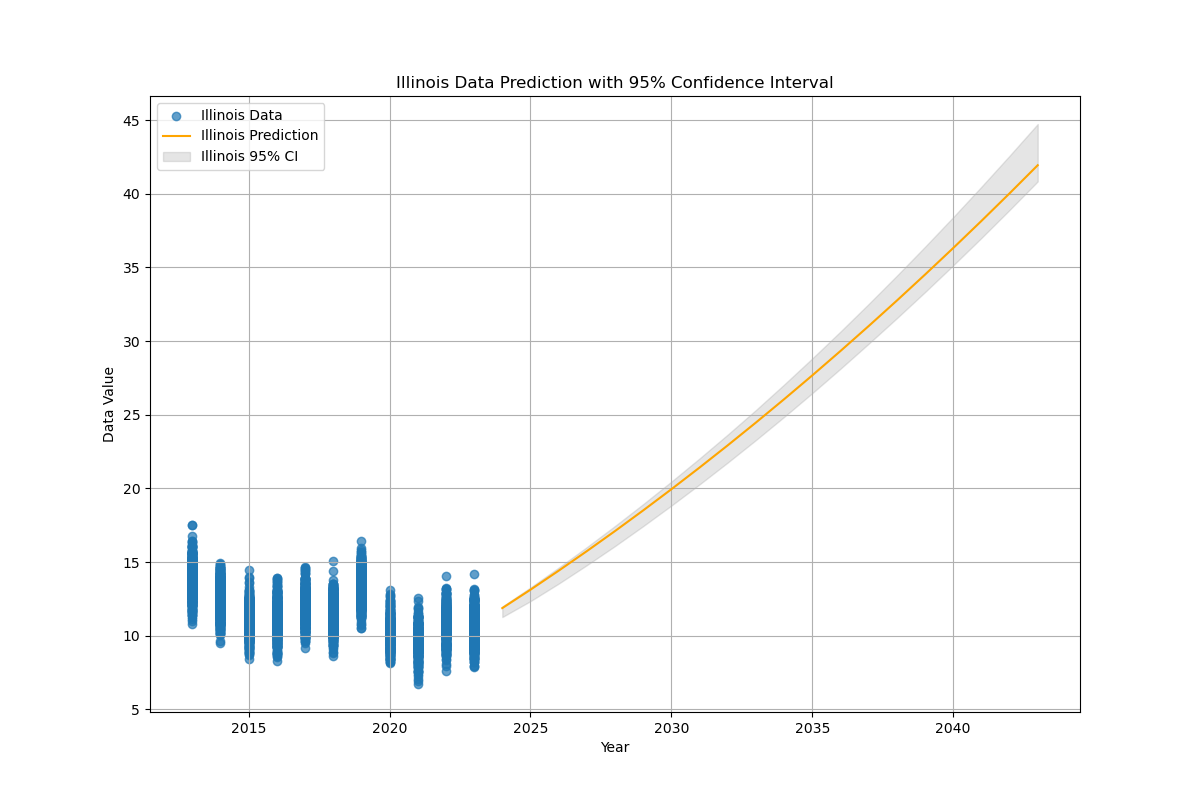 Illinois Data Prediction with 95% Confidence Interval
Illinois Data
Illinois Prediction
Illinois 95% CI
45
40
35
30
25
20
15
10
5
Data Value
2015
2020
2025
2030
2035
2040
Year